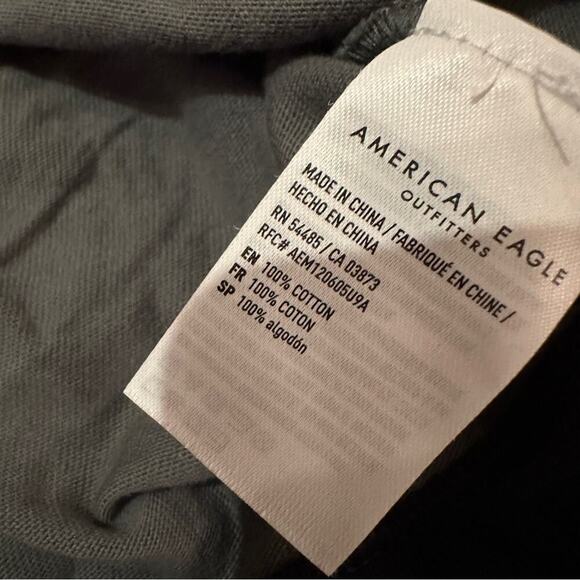 AMERICAN EAGLE
OUTFITTERS
MADE IN CHINA / FABRIQUÉ EN CHINE /
HECHO EN CHINA
RN 54485 / CA 03873
RFC# AEM120605U9A
EN 100% COTTON
FR 100% COTON
SP 100% algodón